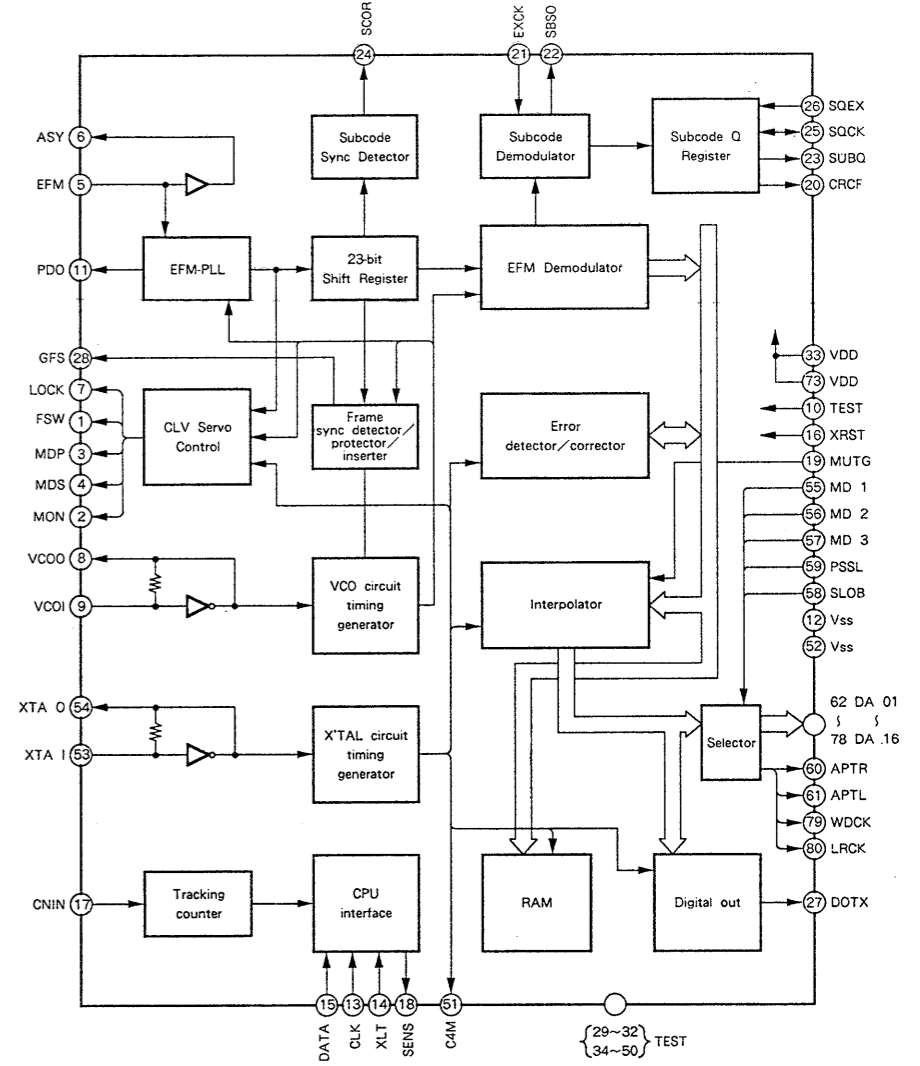 SCOR
EXCK
SBSO
24
21
22
ASY 6
EFM 5
Subcode
Sync Detector
Subcode
Demodulator
Subcode Q
Register
26 SQEX
25 SQCK
23 SUBQ
20 CRCF
PDO 11
EFM-PLL
23-bit
Shift Register
EFM Demodulator
GFS 28
LOCK 7
FSW 1
MDP 3
MDS 4
MON 2
CLV Servo
Control
Frame
sync detector/
protector/
inserter
Error
detector/corrector
33 VDD
73 VDD
10 TEST
16 XRST
19 MUTG
55 MD 1
56 MD 2
57 MD 3
59 PSSL
58 SLOB
12 Vss
52 Vss
VCOO 8
VCOI 9
VCO circuit
timing
generator
Interpolator
XTA O 54
XTA I 53
X'TAL circuit
timing
generator
Selector
62 DA 01
∫ ∫
78 DA .16
60 APTR
61 APTL
79 WDCK
80 LRCK
CNIN 17
Tracking
counter
CPU
interface
RAM
Digital out
27 DOTX
15
13
14
18
51
DATA
CLK
XLT
SENS
C4M
{29~32
34~50} TEST